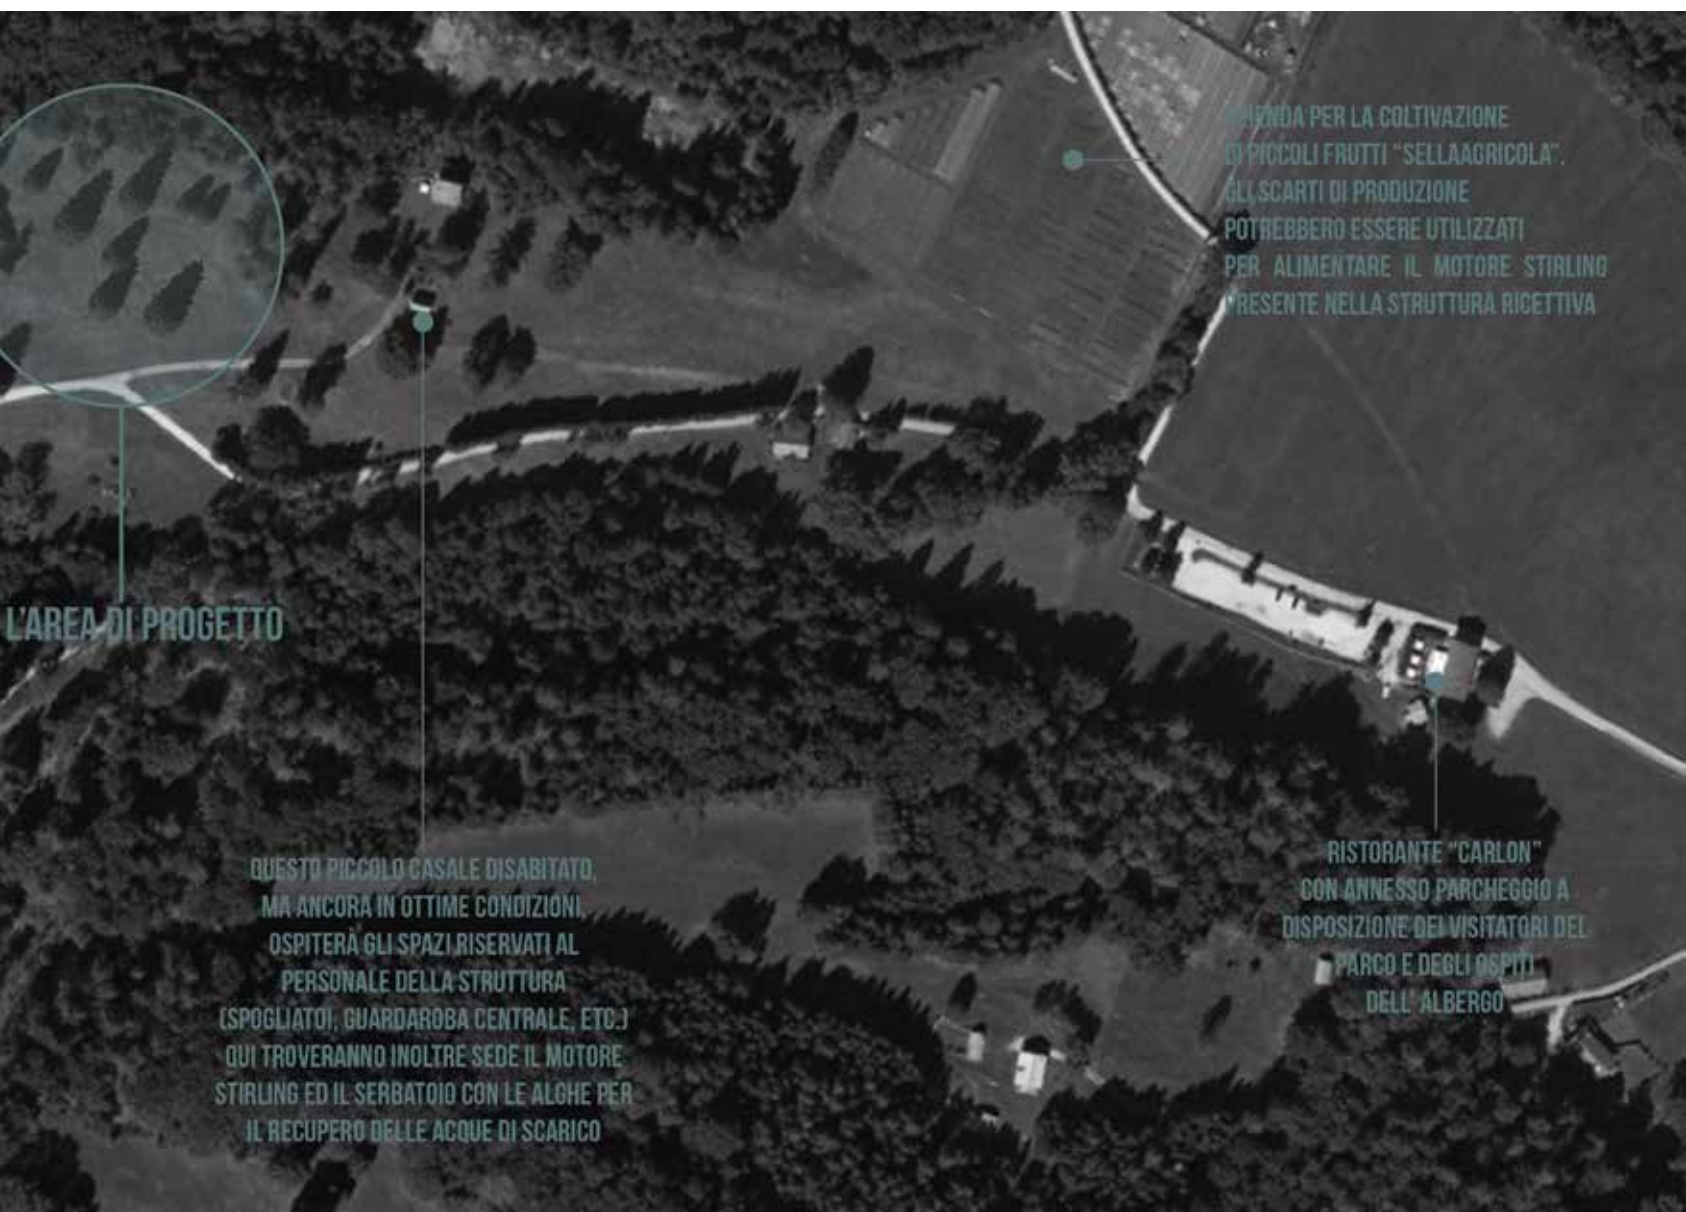 AZIENDA PER LA COLTIVAZIONE
DI PICCOLI FRUTTI "SELLAAGRICOLA".
GLI SCARTI DI PRODUZIONE
POTREBBERO ESSERE UTILIZZATI
PER ALIMENTARE IL MOTORE STIRLING
PRESENTE NELLA STRUTTURA RICETTIVA
L'AREA DI PROGETTO
QUESTO PICCOLO CASALE DISABITATO,
MA ANCORA IN OTTIME CONDIZIONI,
OSPITERÀ GLI SPAZI RISERVATI AL
PERSONALE DELLA STRUTTURA
(SPOGLIATOI, GUARDAROBA CENTRALE, ETC.)
QUI TROVERANNO INOLTRE SEDE IL MOTORE
STIRLING ED IL SERBATOIO CON LE ALGHE PER
IL RECUPERO DELLE ACQUE DI SCARICO
RISTORANTE "CARLON"
CON ANNESSO PARCHEGGIO A
DISPOSIZIONE DEI VISITATORI DEL
PARCO E DEGLI OSPITI
DELL' ALBERGO